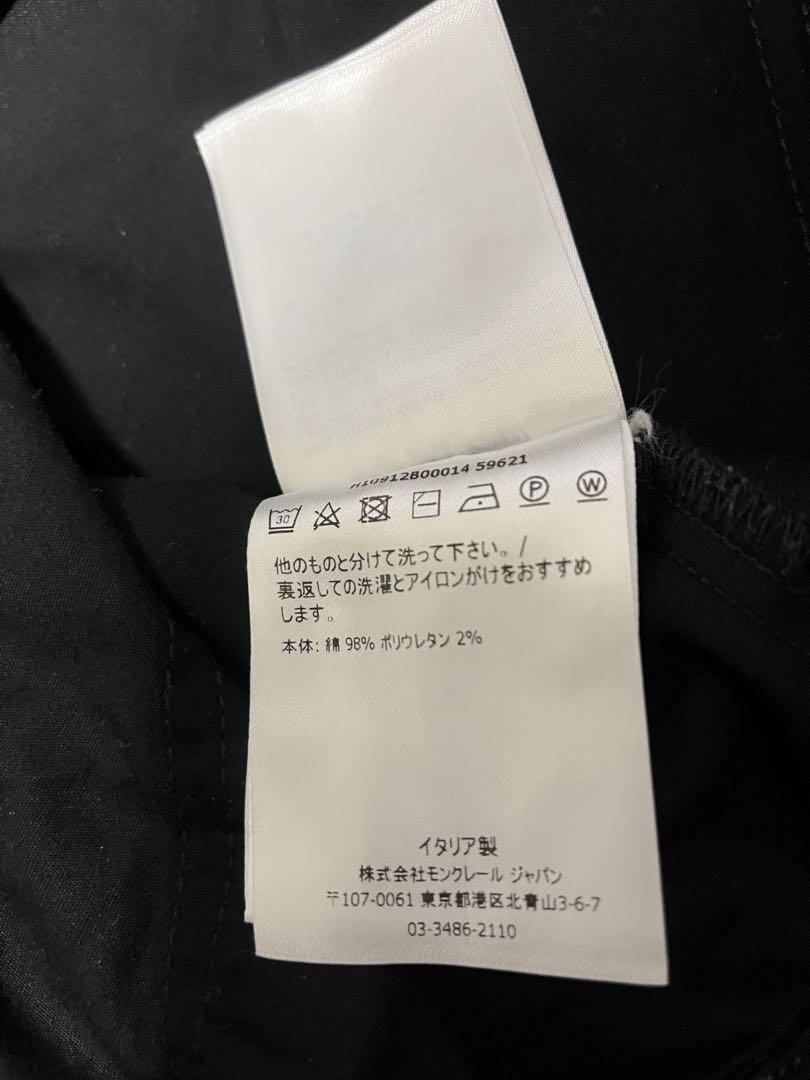 H10912B00014 59621
30 P W
他のものと分けて洗って下さい。/
裏返しての洗濯とアイロンがけをおすすめ
します。
本体: 綿 98% ポリウレタン 2%
イタリア製
株式会社モンクレール ジャパン
〒107-0061 東京都港区北青山3-6-7
03-3486-2110